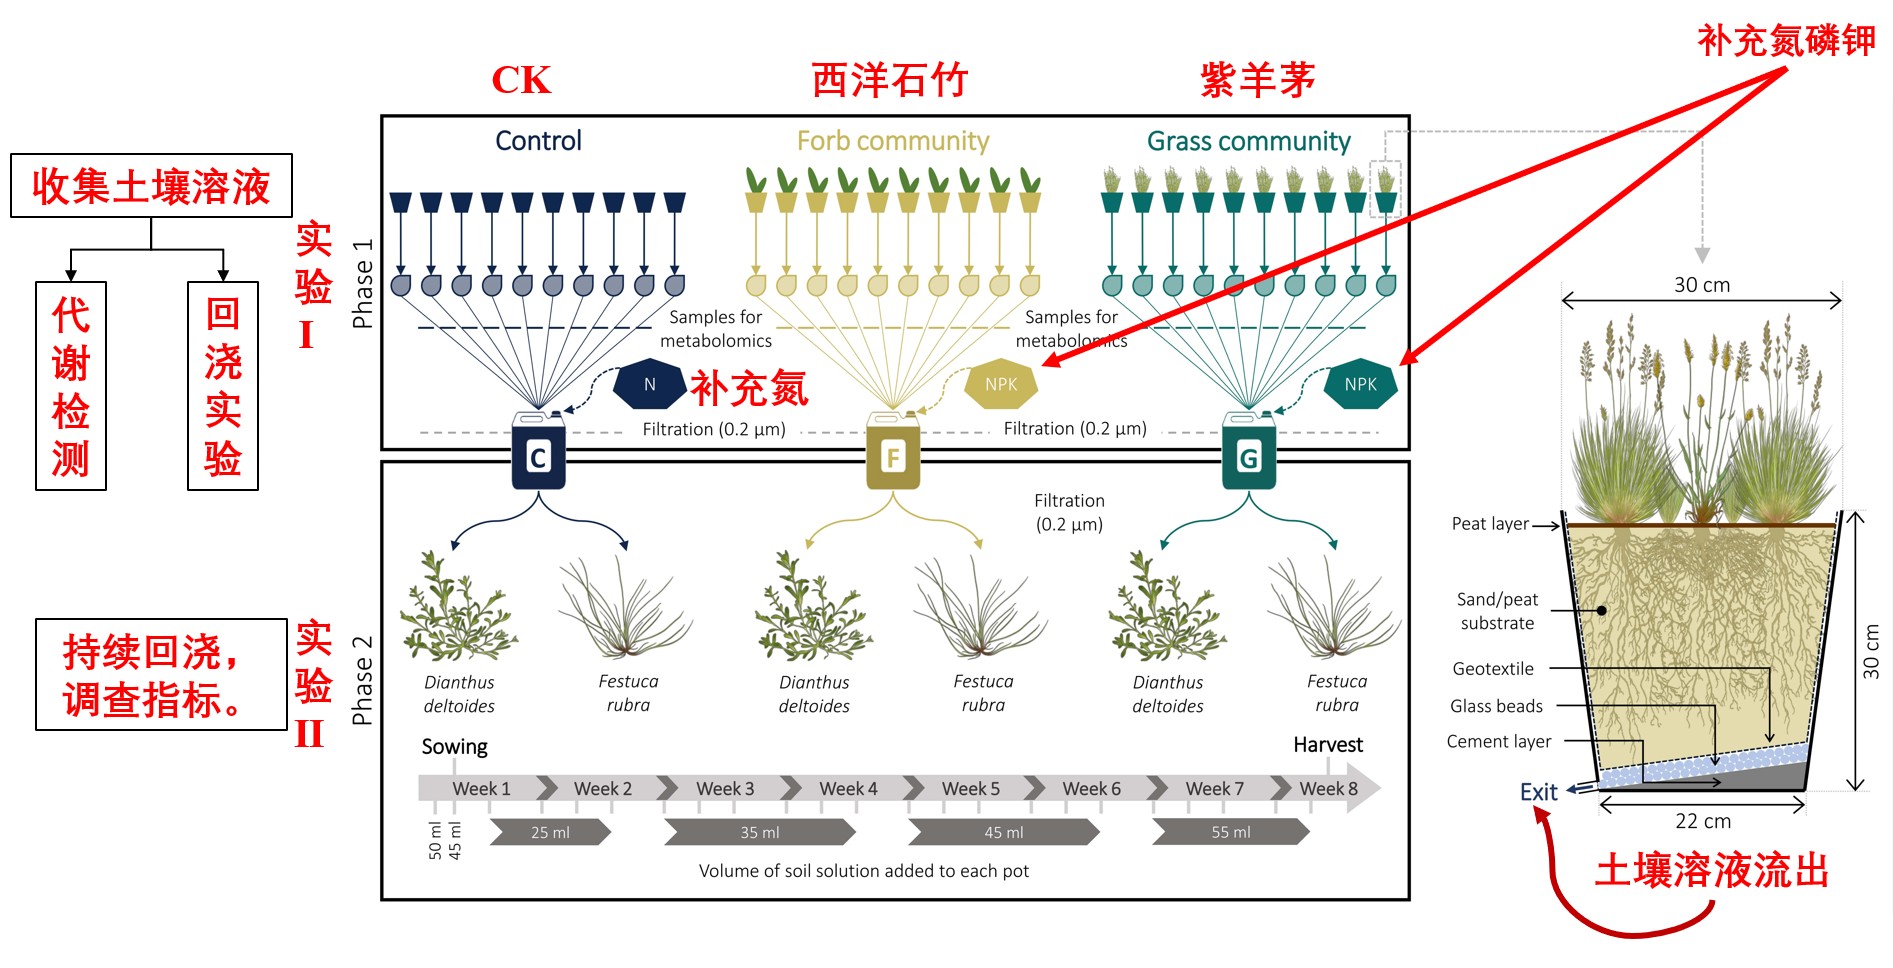 补充氮磷钾
CK
西洋石竹
紫羊茅
Control
Forb community
Grass community
收集土壤溶液
代谢检测
回浇实验
实验I
Phase 1
Samples for
metabolomics
Samples for
metabolomics
N
补充氮
NPK
NPK
Filtration (0.2 µm)
Filtration (0.2 µm)
C
F
G
Filtration
(0.2 µm)
持续回浇，
调查指标。
实验II
Phase 2
Dianthus
deltoides
Festuca
rubra
Dianthus
deltoides
Festuca
rubra
Dianthus
deltoides
Festuca
rubra
Sowing
Harvest
Week 1
Week 2
Week 3
Week 4
Week 5
Week 6
Week 7
Week 8
50 ml
45 ml
25 ml
35 ml
45 ml
55 ml
Volume of soil solution added to each pot
30 cm
Peat layer
Sand/peat
substrate
Geotextile
Glass beads
Cement layer
Exit
30 cm
22 cm
土壤溶液流出